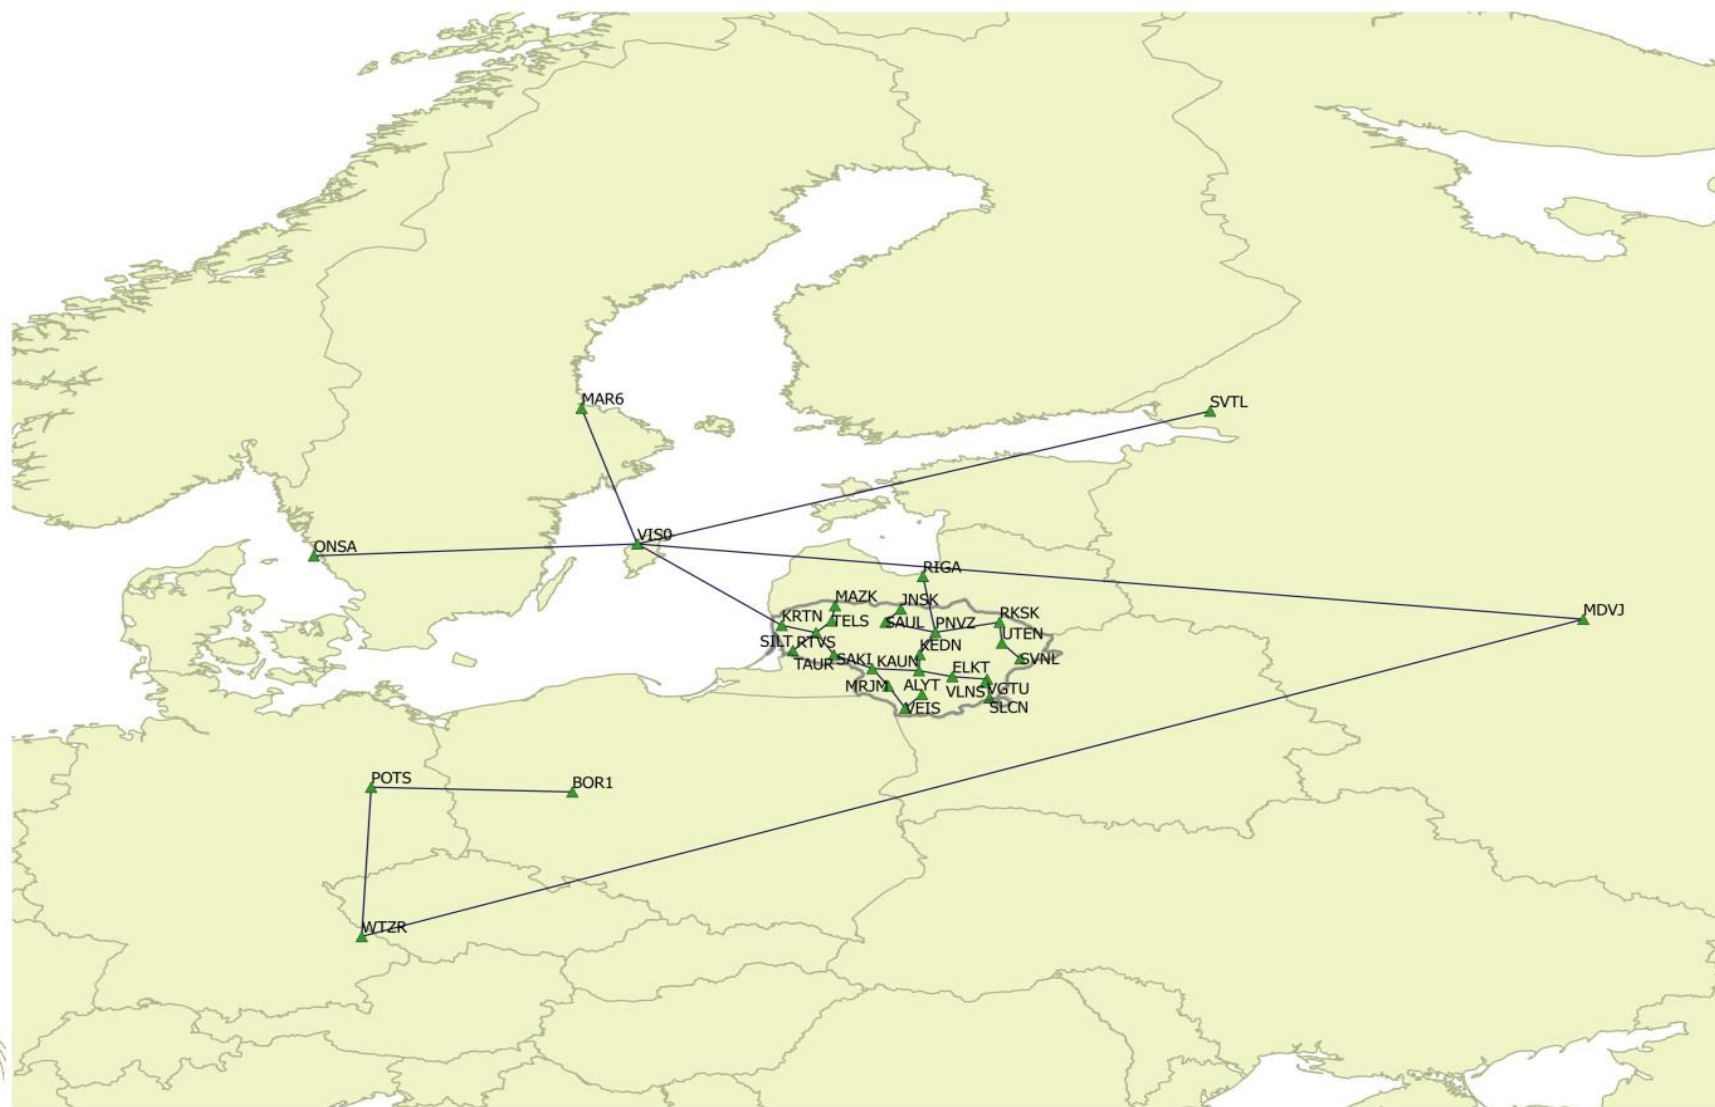 MAR6
SVTL
VIS0
ONSA
RIGA
MDVJ
MAZK
JNSK
KRTN
TELS
SAUL
PNVZ
RKSK
SILT
RTVS
KEDN
UTEN
TAUR
SAKI
KAUN
ELKT
SVNL
MRJM
ALYT
VLNS
VGTU
VEIS
SLCN
POTS
BOR1
WTZR